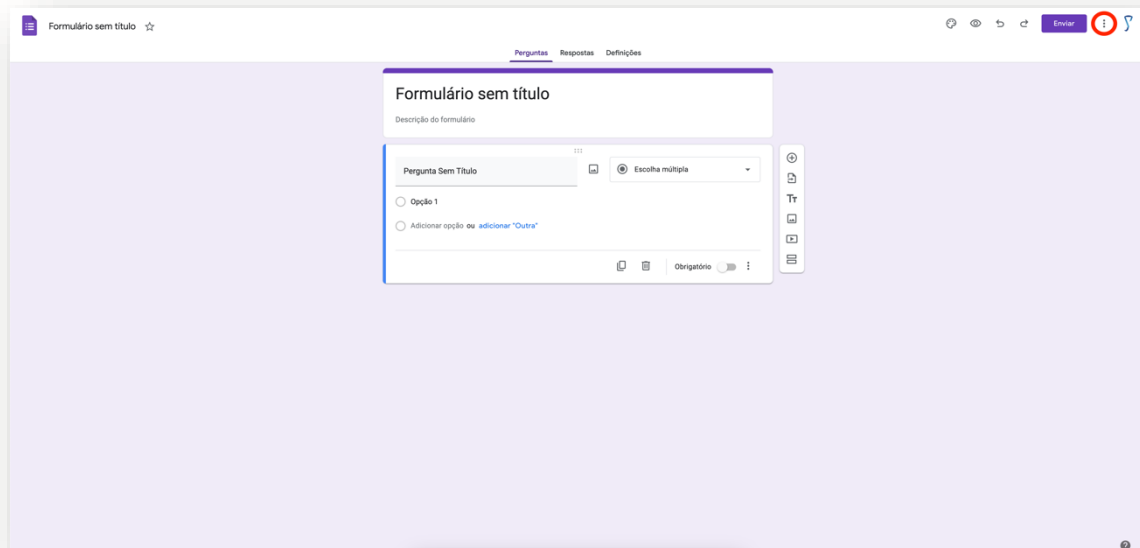 Formulário sem título
Enviar
Perguntas Respostas Definições
Formulário sem título
Descrição do formulário
Pergunta Sem Título
Escolha múltipla
Opção 1
Adicionar opção ou adicionar "Outra"
Obrigatório